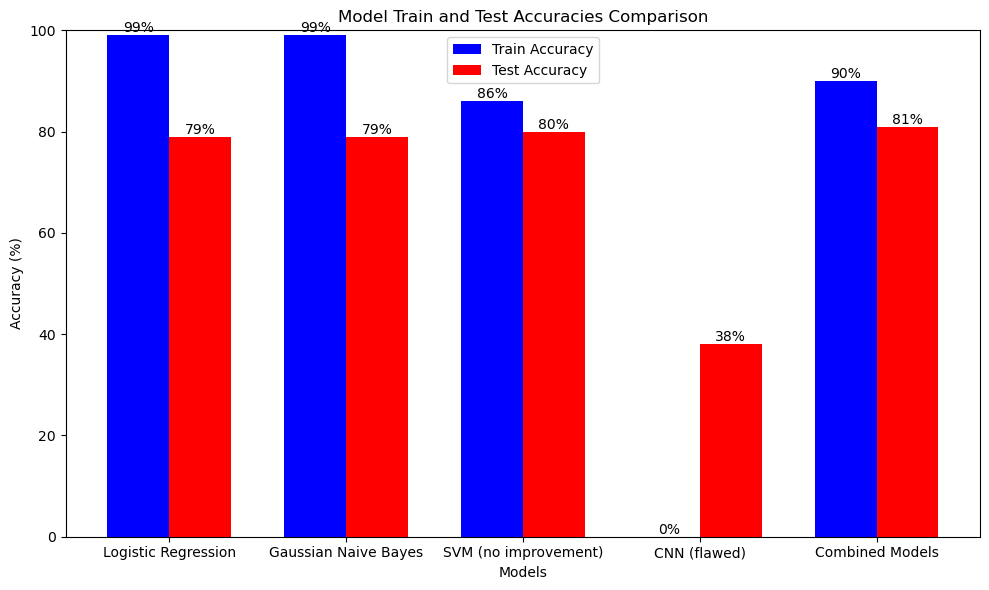 Model Train and Test Accuracies Comparison
Train Accuracy
Test Accuracy
99%
79%
99%
79%
86%
80%
0%
38%
90%
81%
Accuracy (%)
100
80
60
40
20
0
Logistic Regression
Gaussian Naive Bayes
SVM (no improvement)
CNN (flawed)
Combined Models
Models